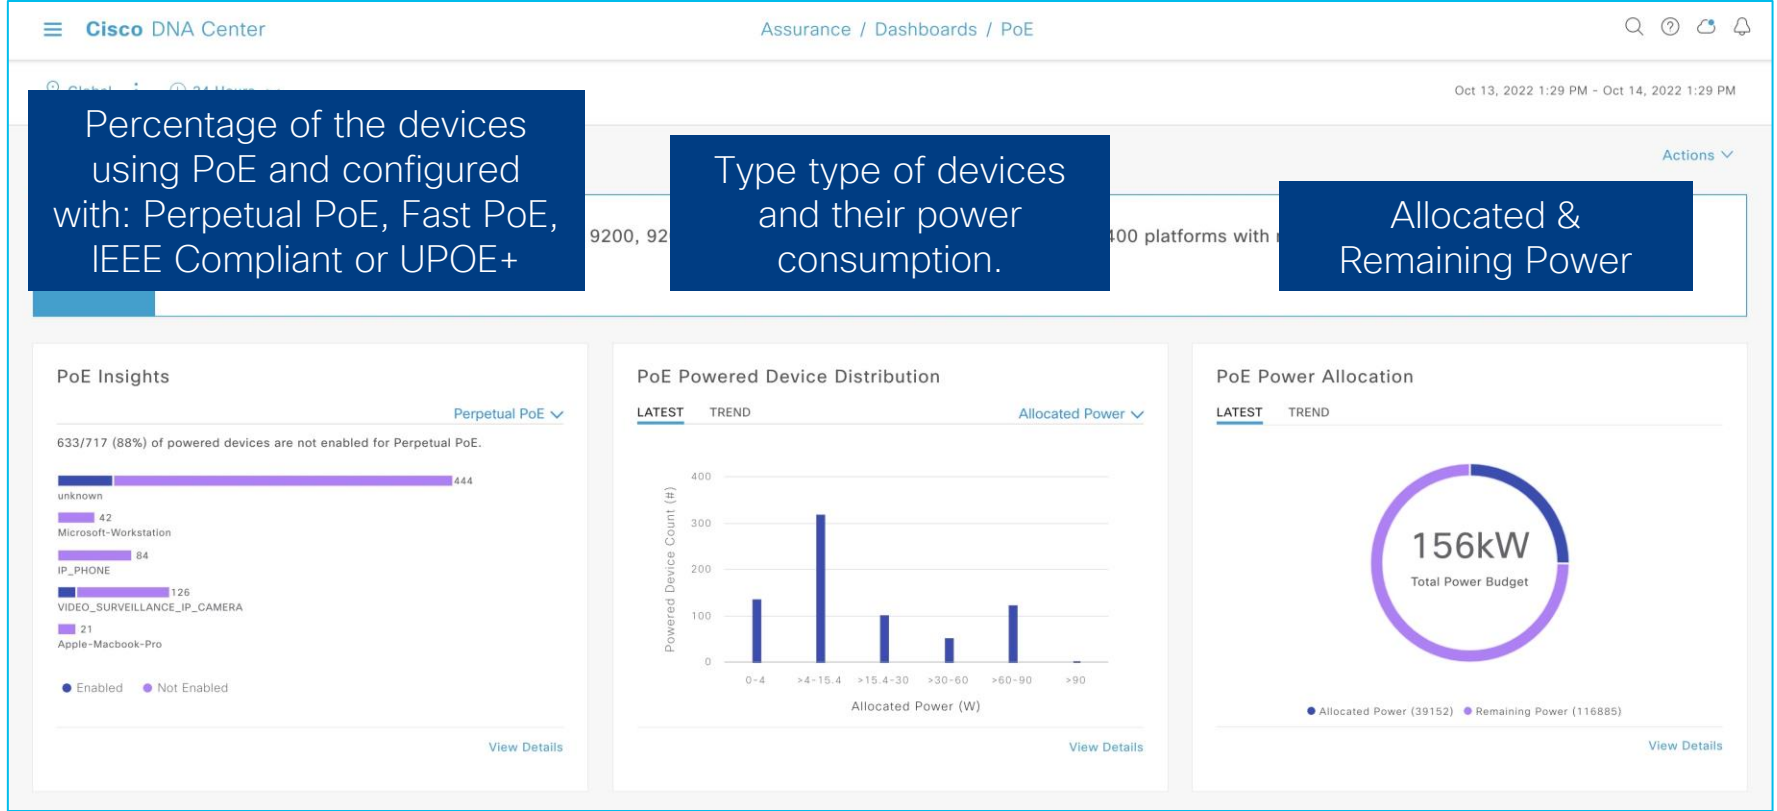 Cisco DNA Center
Assurance / Dashboards / PoE
Oct 13, 2022 1:29 PM - Oct 14, 2022 1:29 PM
Percentage of the devices
using PoE and configured
with: Perpetual PoE, Fast PoE,
IEEE Compliant or UPOE+
Type type of devices
and their power
consumption.
Actions
Allocated &
Remaining Power
9200, 92
400 platforms with
PoE Insights
Perpetual PoE
633/717 (88%) of powered devices are not enabled for Perpetual PoE.
444
unknown
42
Microsoft-Workstation
84
IP_PHONE
126
VIDEO_SURVEILLANCE_IP_CAMERA
21
Apple-Macbook-Pro
Enabled Not Enabled
View Details
PoE Powered Device Distribution
LATEST TREND
Allocated Power
Powered Device Count (#)
400
300
200
100
0
0-4 >4-15.4 >15.4-30 >30-60 >60-90 >90
Allocated Power (W)
View Details
PoE Power Allocation
LATEST TREND
156kW
Total Power Budget
Allocated Power (39152) Remaining Power (116885)
View Details